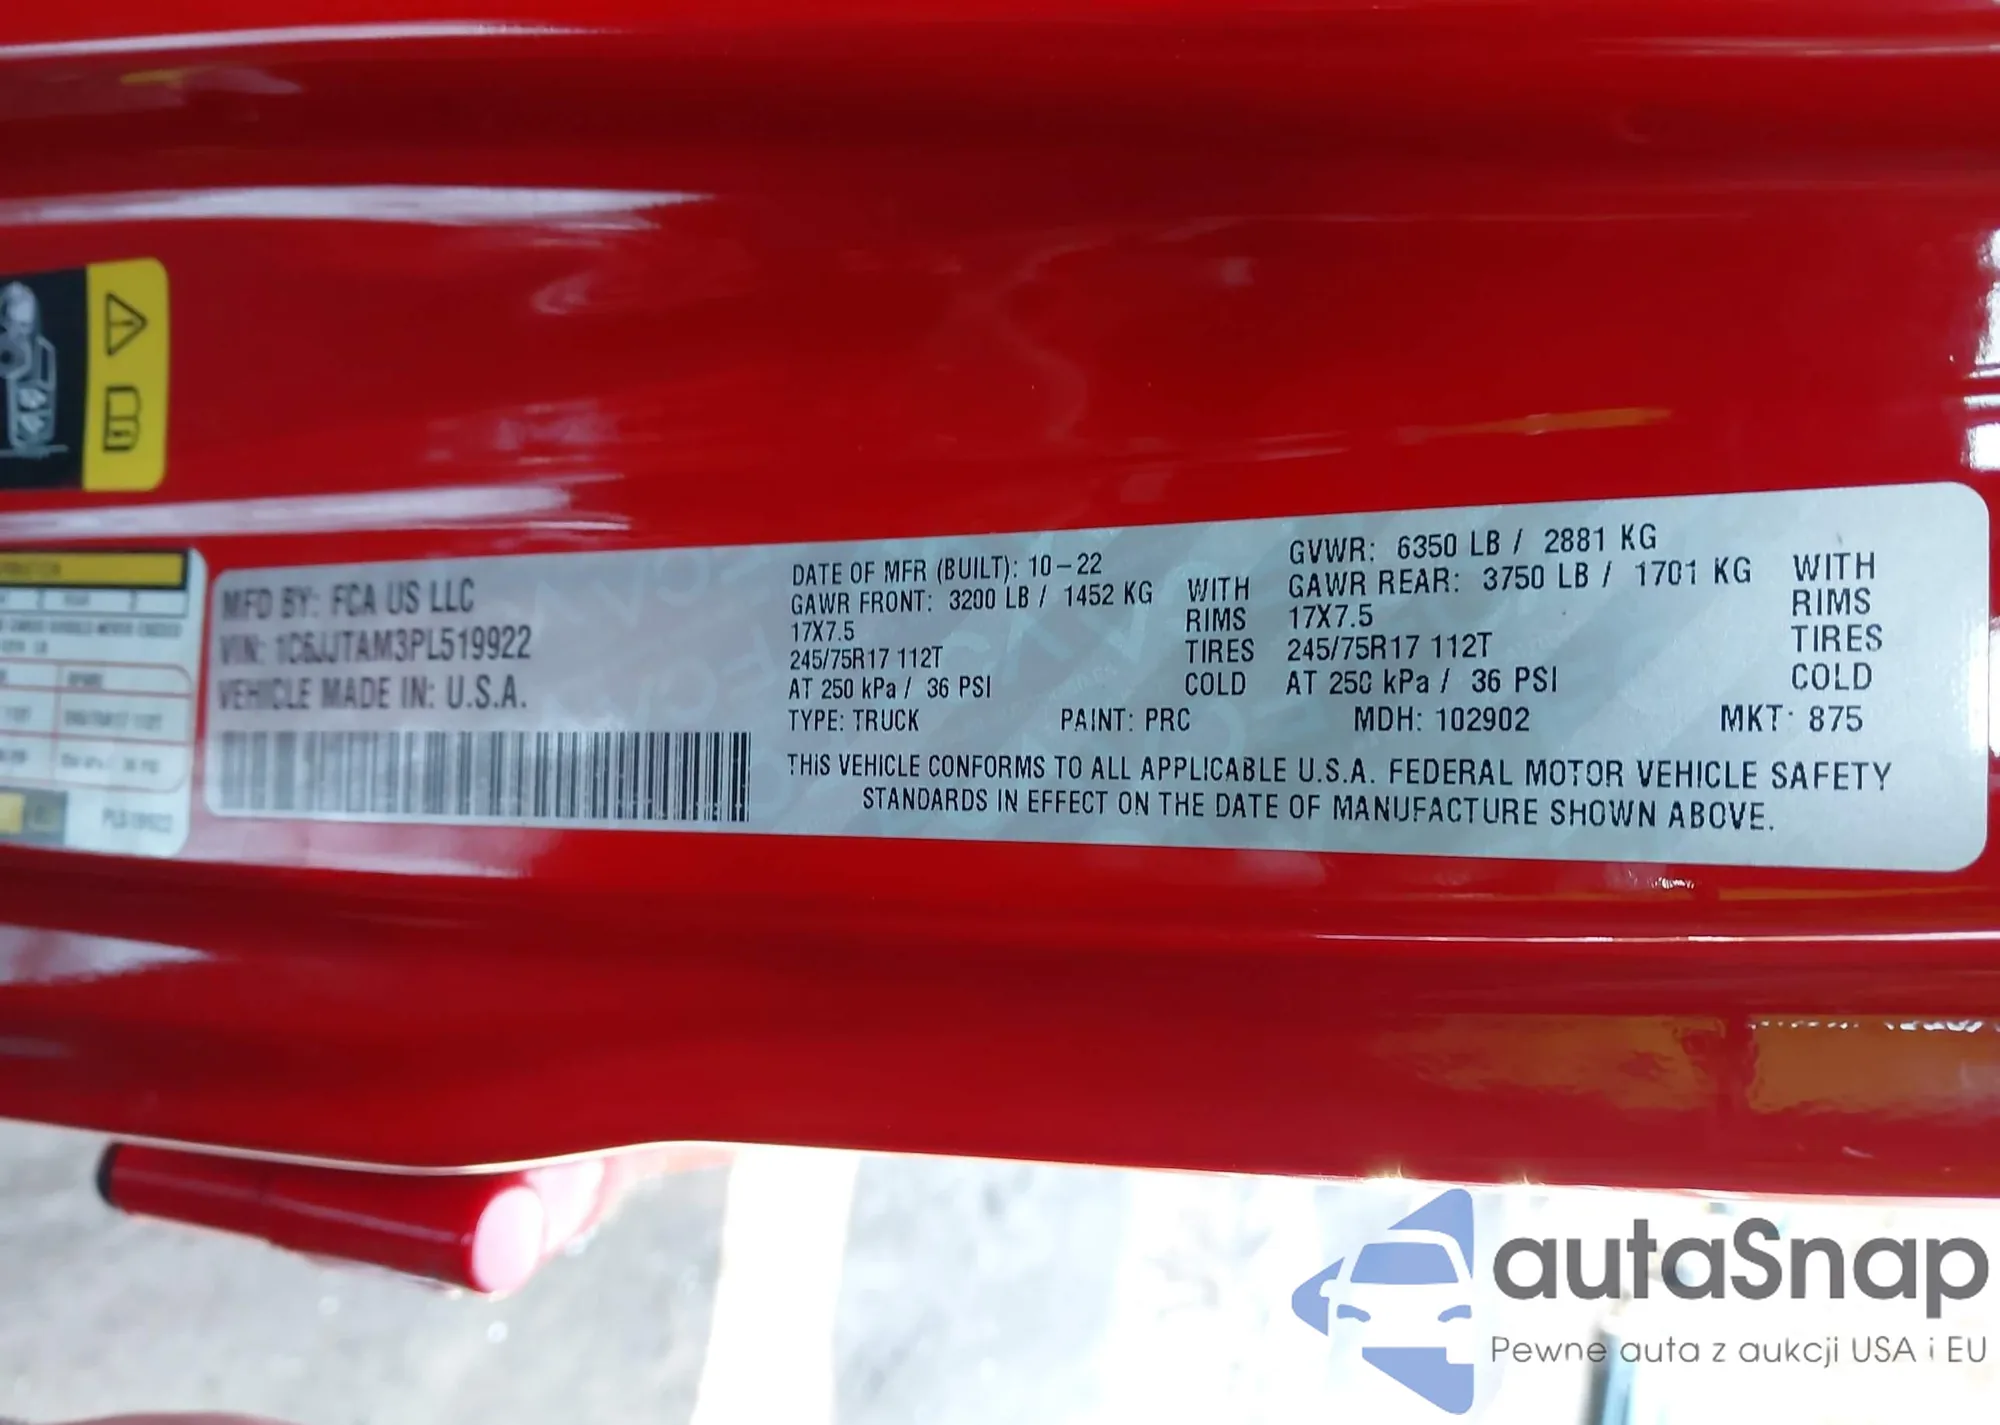 MFD BY: FCA US LLC
VIN: 1C6JJTAM3PL519922
VEHICLE MADE IN: U.S.A.
DATE OF MFR (BUILT): 10-22
GAWR FRONT: 3200 LB / 1452 KG WITH
17X7.5 RIMS
245/75R17 112T TIRES
AT 250 kPa / 36 PSI COLD
GVWR: 6350 LB / 2881 KG
GAWR REAR: 3750 LB / 1701 KG WITH
17X7.5 RIMS
245/75R17 112T TIRES
AT 250 kPa / 36 PSI COLD
TYPE: TRUCK PAINT: PRC MDH: 102902 MKT: 875
THIS VEHICLE CONFORMS TO ALL APPLICABLE U.S.A. FEDERAL MOTOR VEHICLE SAFETY
STANDARDS IN EFFECT ON THE DATE OF MANUFACTURE SHOWN ABOVE.
PL519922
autaSnap
Pewne auta z aukcji USA i EU